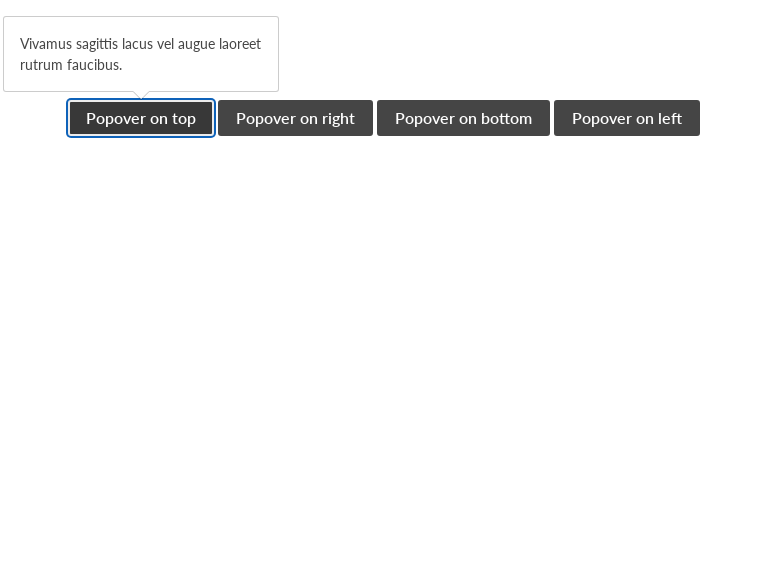 Vivamus sagittis lacus vel augue laoreet
rutrum faucibus.
Popover on top
Popover on right
Popover on bottom
Popover on left